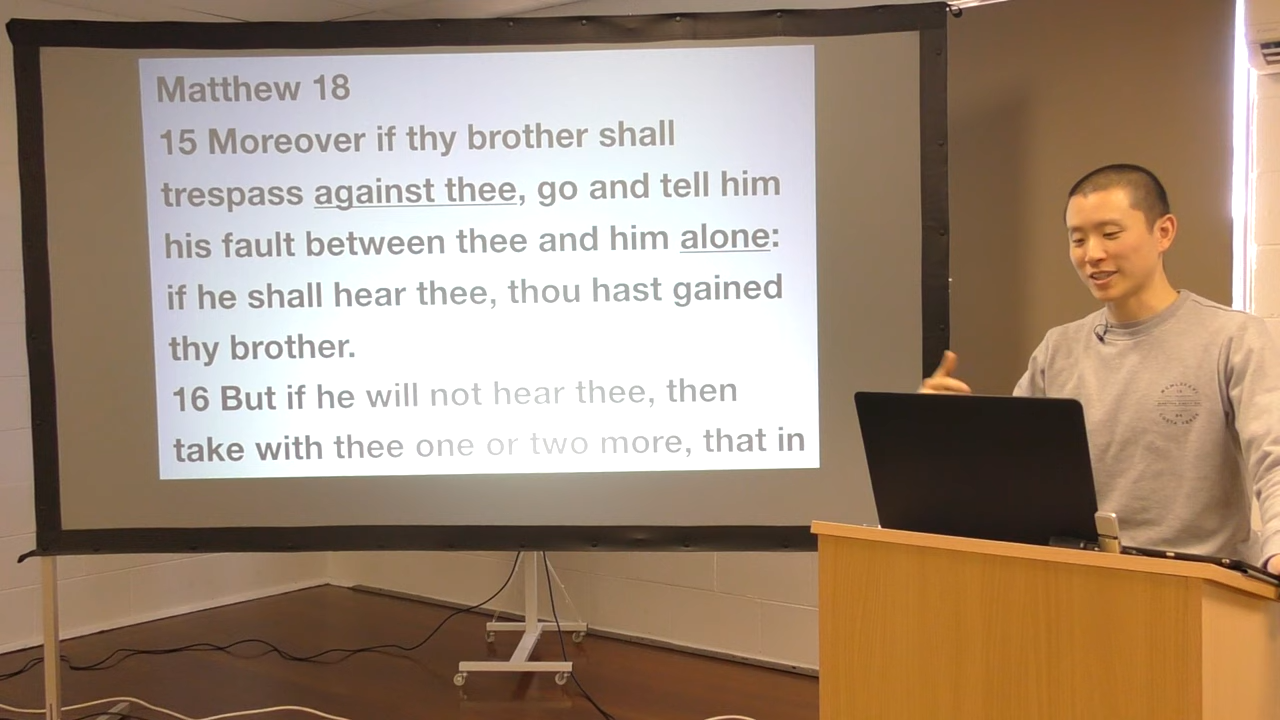 Matthew 18
15 Moreover if thy brother shall
trespass against thee, go and tell him
his fault between thee and him alone:
if he shall hear thee, thou hast gained
thy brother.
16 But if he will not hear thee, then
take with thee one or two more, that in